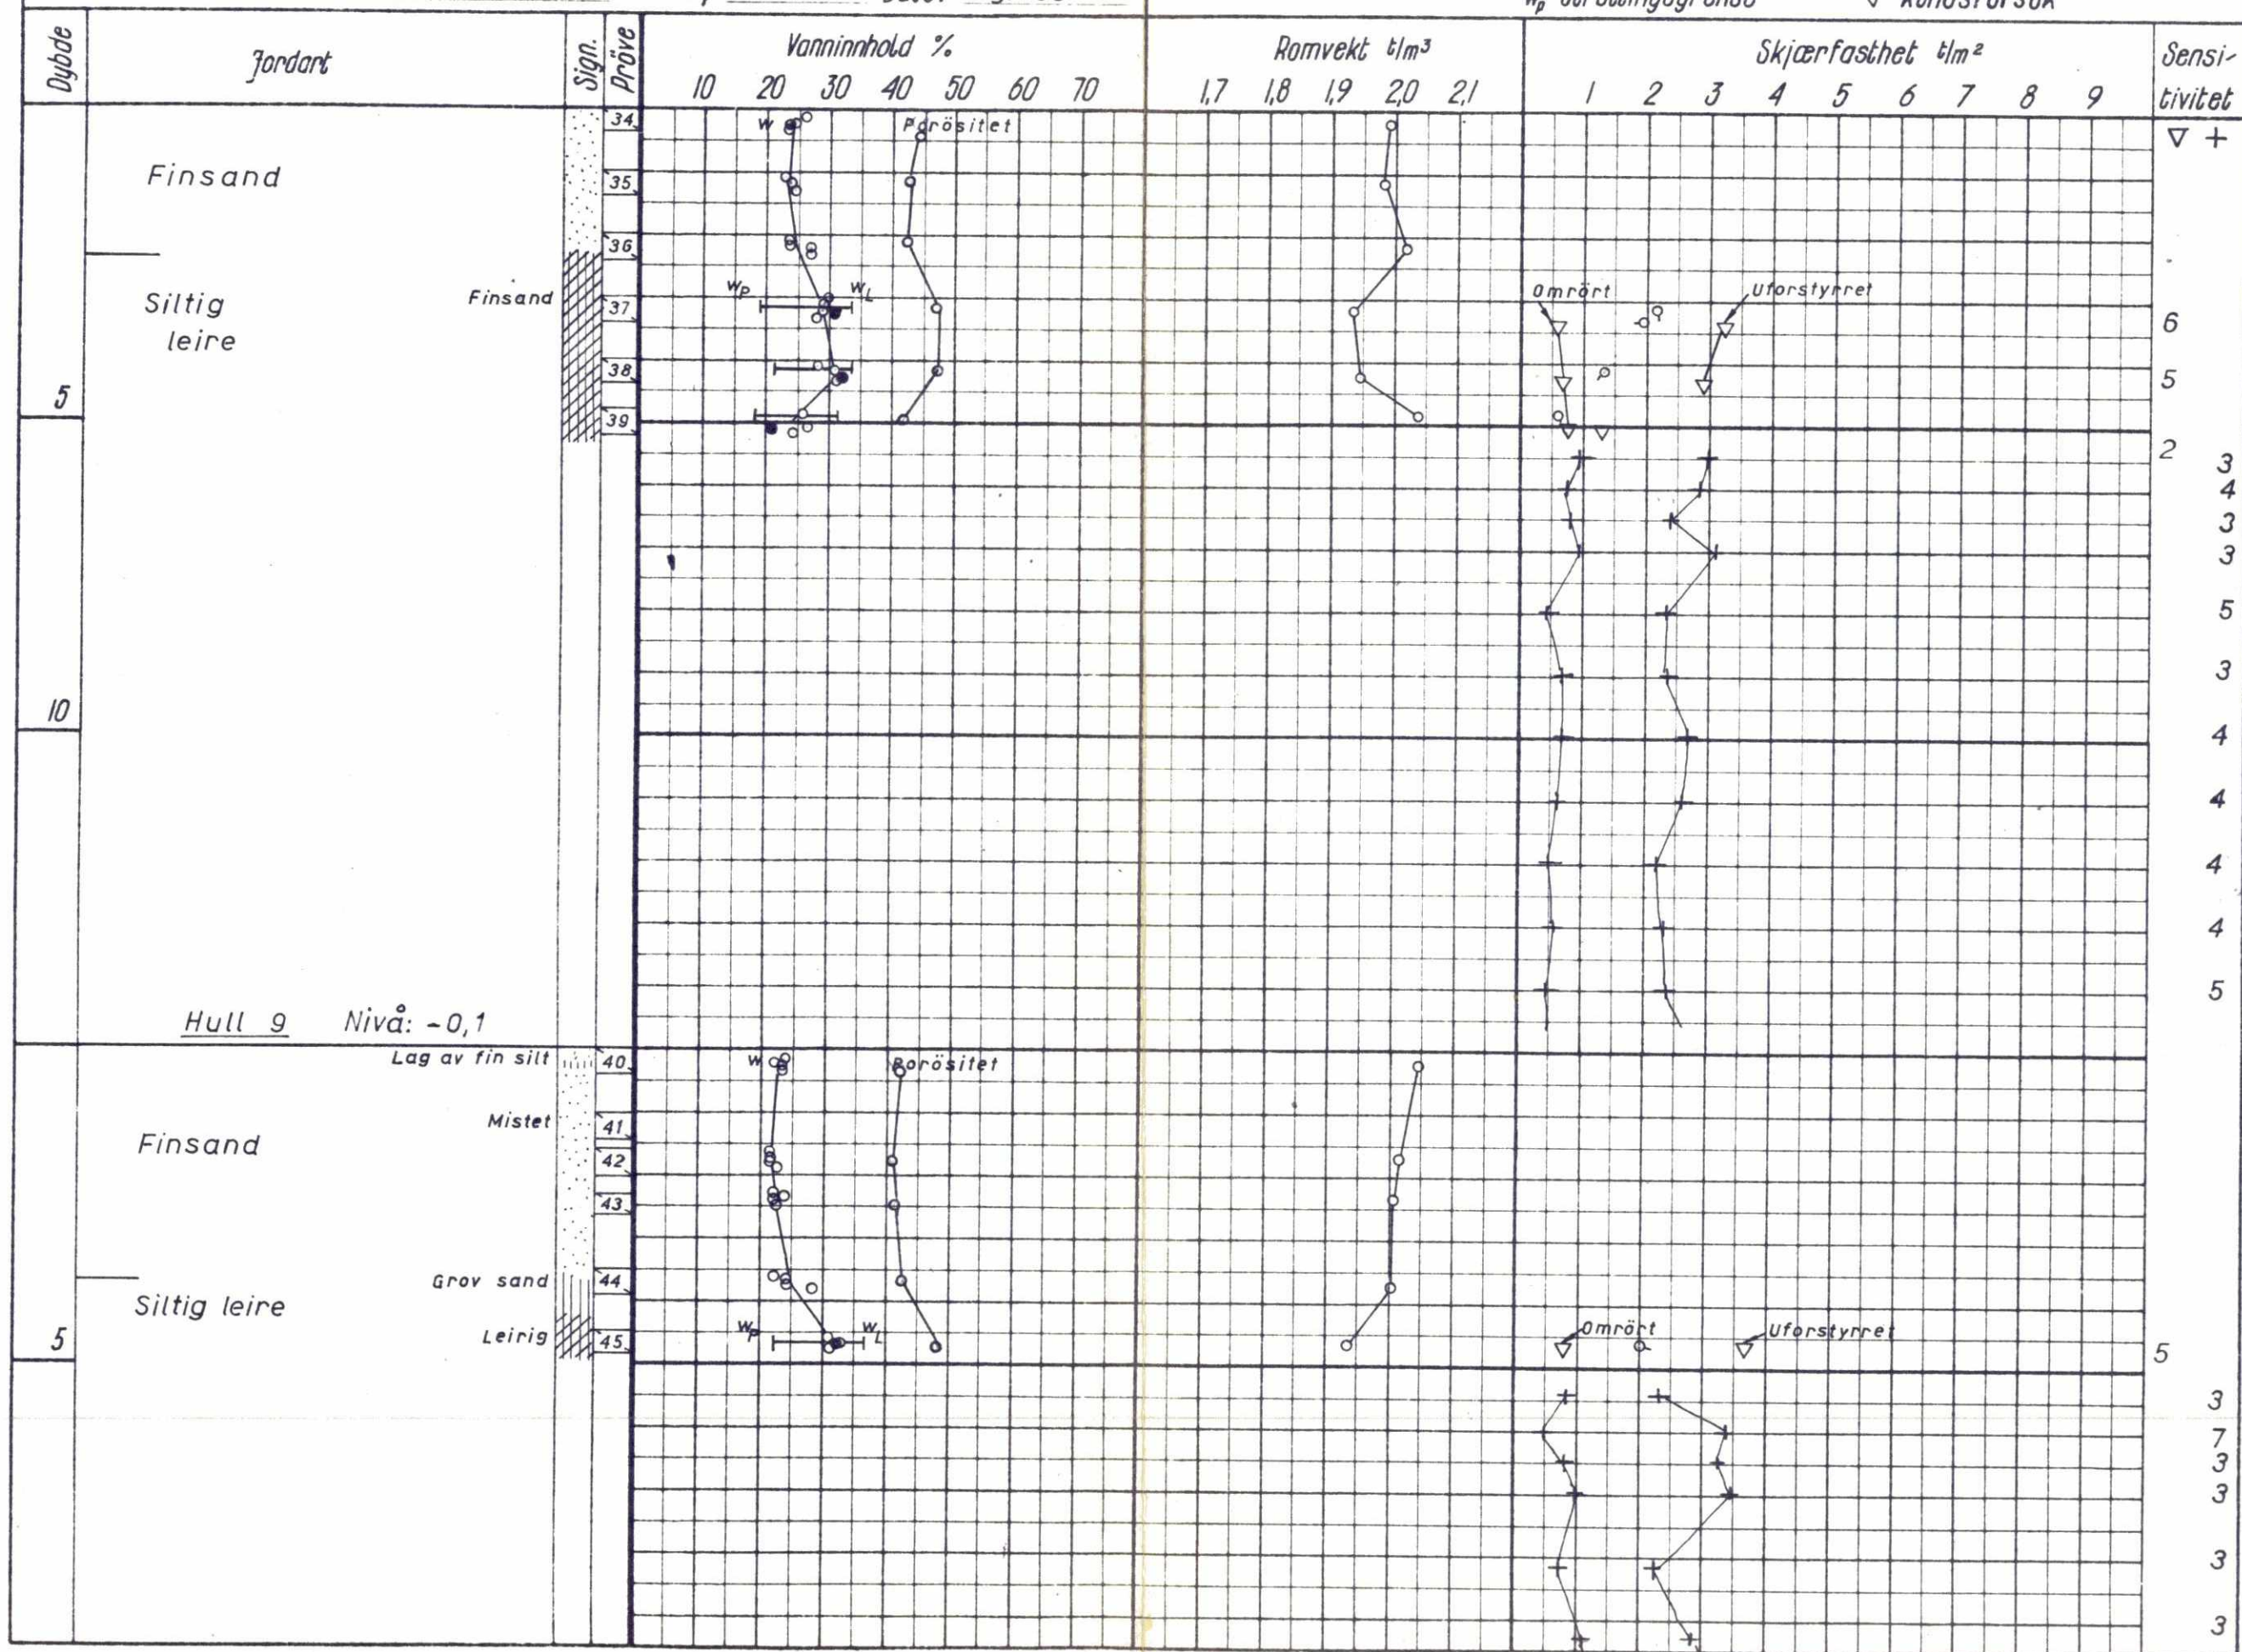 Dybde
Jordart
Sign.
Pröve
Vanninnhold %
10 20 30 40 50 60 70
Romvekt t/m³
1,7 1,8 1,9 2,0 2,1
Skjærfasthet t/m²
1 2 3 4 5 6 7 8 9
Sensi-
tivitet
▽ +
34
W
Porösitet
Finsand
35
36
Siltig
leire
Finsand
37
Wp WL
Omrört
Uforstyrret
6
38
5
5
39
2
3
4
3
3
5
3
10
4
4
4
4
5
Hull 9 Nivå: -0,1
Lag av fin silt
40
W
Porösitet
Mistet
41
Finsand
42
43
Grov sand
44
Siltig leire
Leirig
45
Wp WL
Omrört
Uforstyrret
5
5
3
7
3
3
3
3